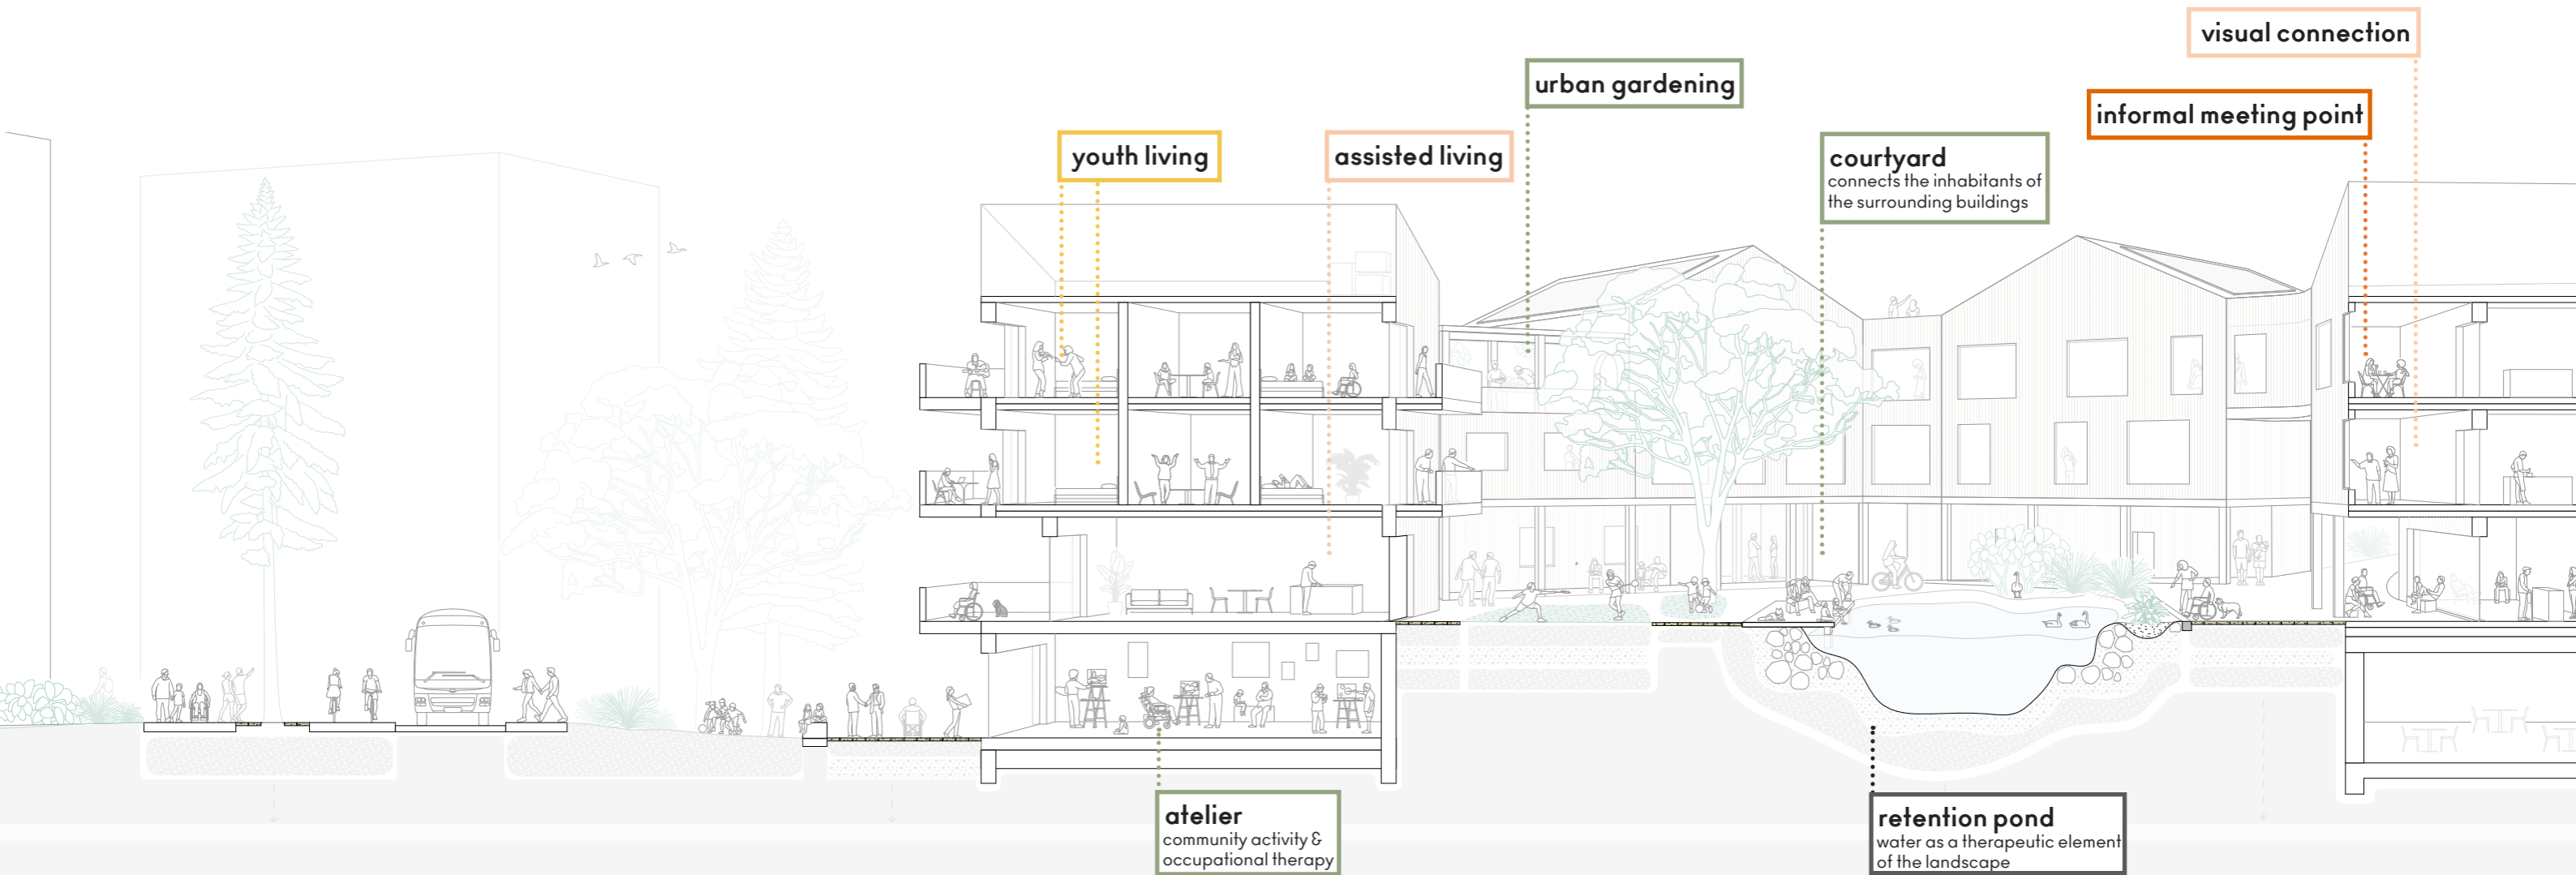 visual connection
urban gardening
informal meeting point
youth living
assisted living
courtyard
connects the inhabitants of
the surrounding buildings
atelier
community activity &
occupational therapy
retention pond
water as a therapeutic element
of the landscape